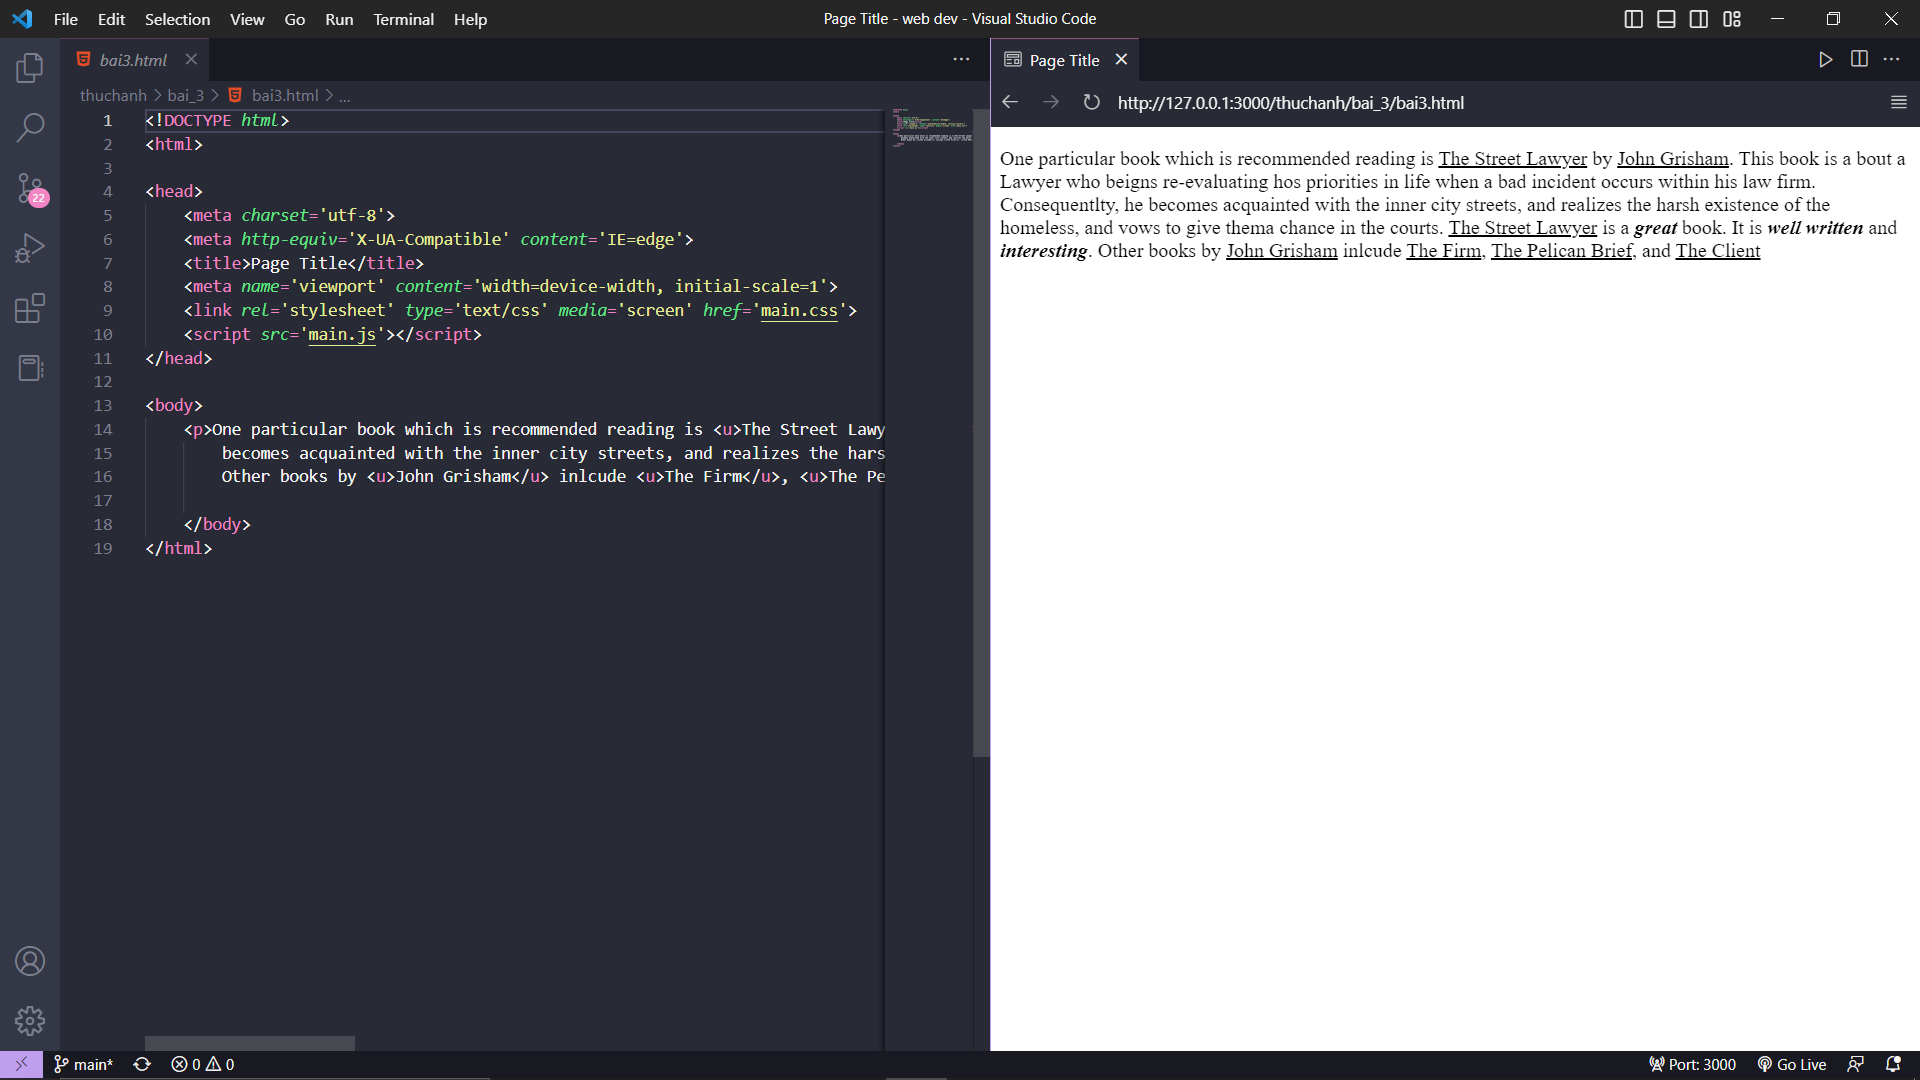 File Edit Selection View Go Run Terminal Help
Page Title - web dev - Visual Studio Code
bai3.html
thuchanh > bai_3 > bai3.html > ...
1 <!DOCTYPE html>
2 <html>
3
4 <head>
5 <meta charset='utf-8'>
6 <meta http-equiv='X-UA-Compatible' content='IE=edge'>
7 <title>Page Title</title>
8 <meta name='viewport' content='width=device-width, initial-scale=1'>
9 <link rel='stylesheet' type='text/css' media='screen' href='main.css'>
10 <script src='main.js'></script>
11 </head>
12
13 <body>
14 <p>One particular book which is recommended reading is <u>The Street Lawy
15 becomes acquainted with the inner city streets, and realizes the hars
16 Other books by <u>John Grisham</u> inlcude <u>The Firm</u>, <u>The Pe
17
18 </body>
19 </html>
Page Title
http://127.0.0.1:3000/thuchanh/bai_3/bai3.html
One particular book which is recommended reading is The Street Lawyer by John Grisham. This book is a bout a
Lawyer who beigns re-evaluating hos priorities in life when a bad incident occurs within his law firm.
Consequentlty, he becomes acquainted with the inner city streets, and realizes the harsh existence of the
homeless, and vows to give thema chance in the courts. The Street Lawyer is a great book. It is well written and
interesting. Other books by John Grisham inlcude The Firm, The Pelican Brief, and The Client
22
main* 0 0
Port: 3000 Go Live